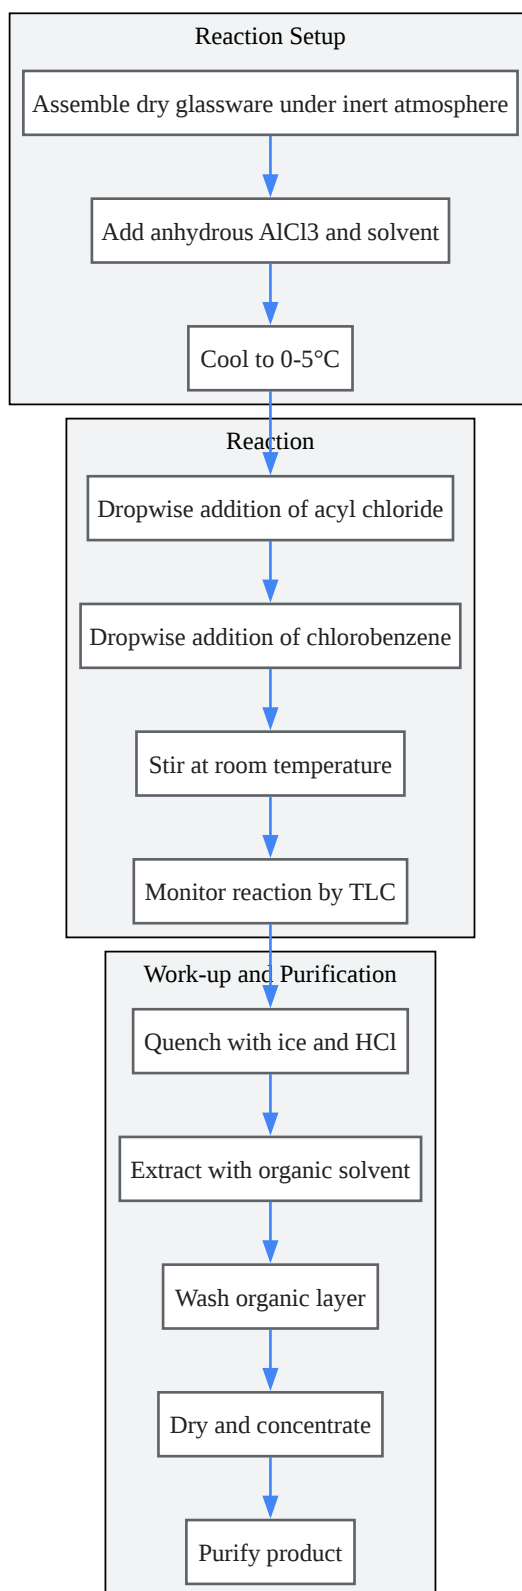 Reaction Setup
Assemble dry glassware under inert atmosphere
Add anhydrous AlCl3 and solvent
Cool to 0-5°C
Reaction
Dropwise addition of acyl chloride
Dropwise addition of chlorobenzene
Stir at room temperature
Monitor reaction by TLC
Work-up and Purification
Quench with ice and HCl
Extract with organic solvent
Wash organic layer
Dry and concentrate
Purify product